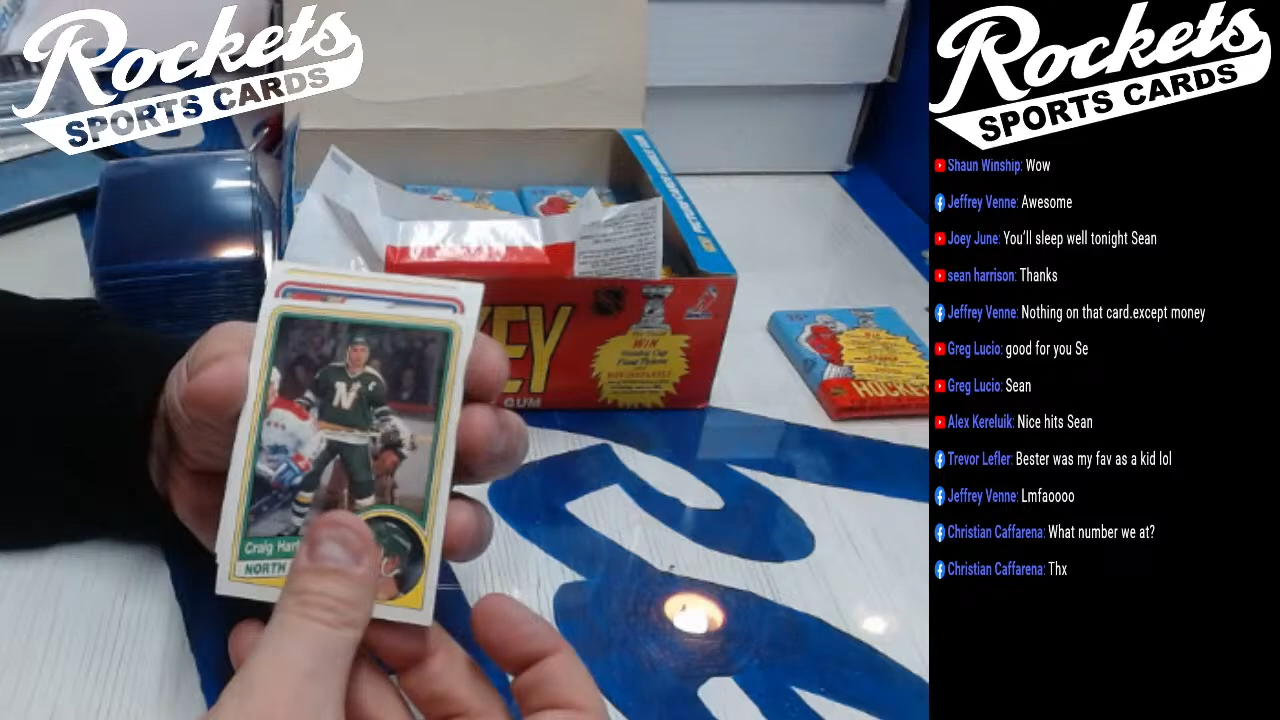 Rockets
SPORTS CARDS
Rockets
SPORTS CARDS
Shaun Winship: Wow
Jeffrey Venne: Awesome
Joey June: You'll sleep well tonight Sean
sean harrison: Thanks
Jeffrey Venne: Nothing on that card.except money
Greg Lucio: good for you Se
Greg Lucio: Sean
Alex Kereluik: Nice hits Sean
Trevor Lefler: Bester was my fav as a kid lol
Jeffrey Venne: Lmfaoooo
Christian Caffarena: What number we at?
Christian Caffarena: Thx
WIN
GUM
HOCKEY
N
Craig Hart
NORTH